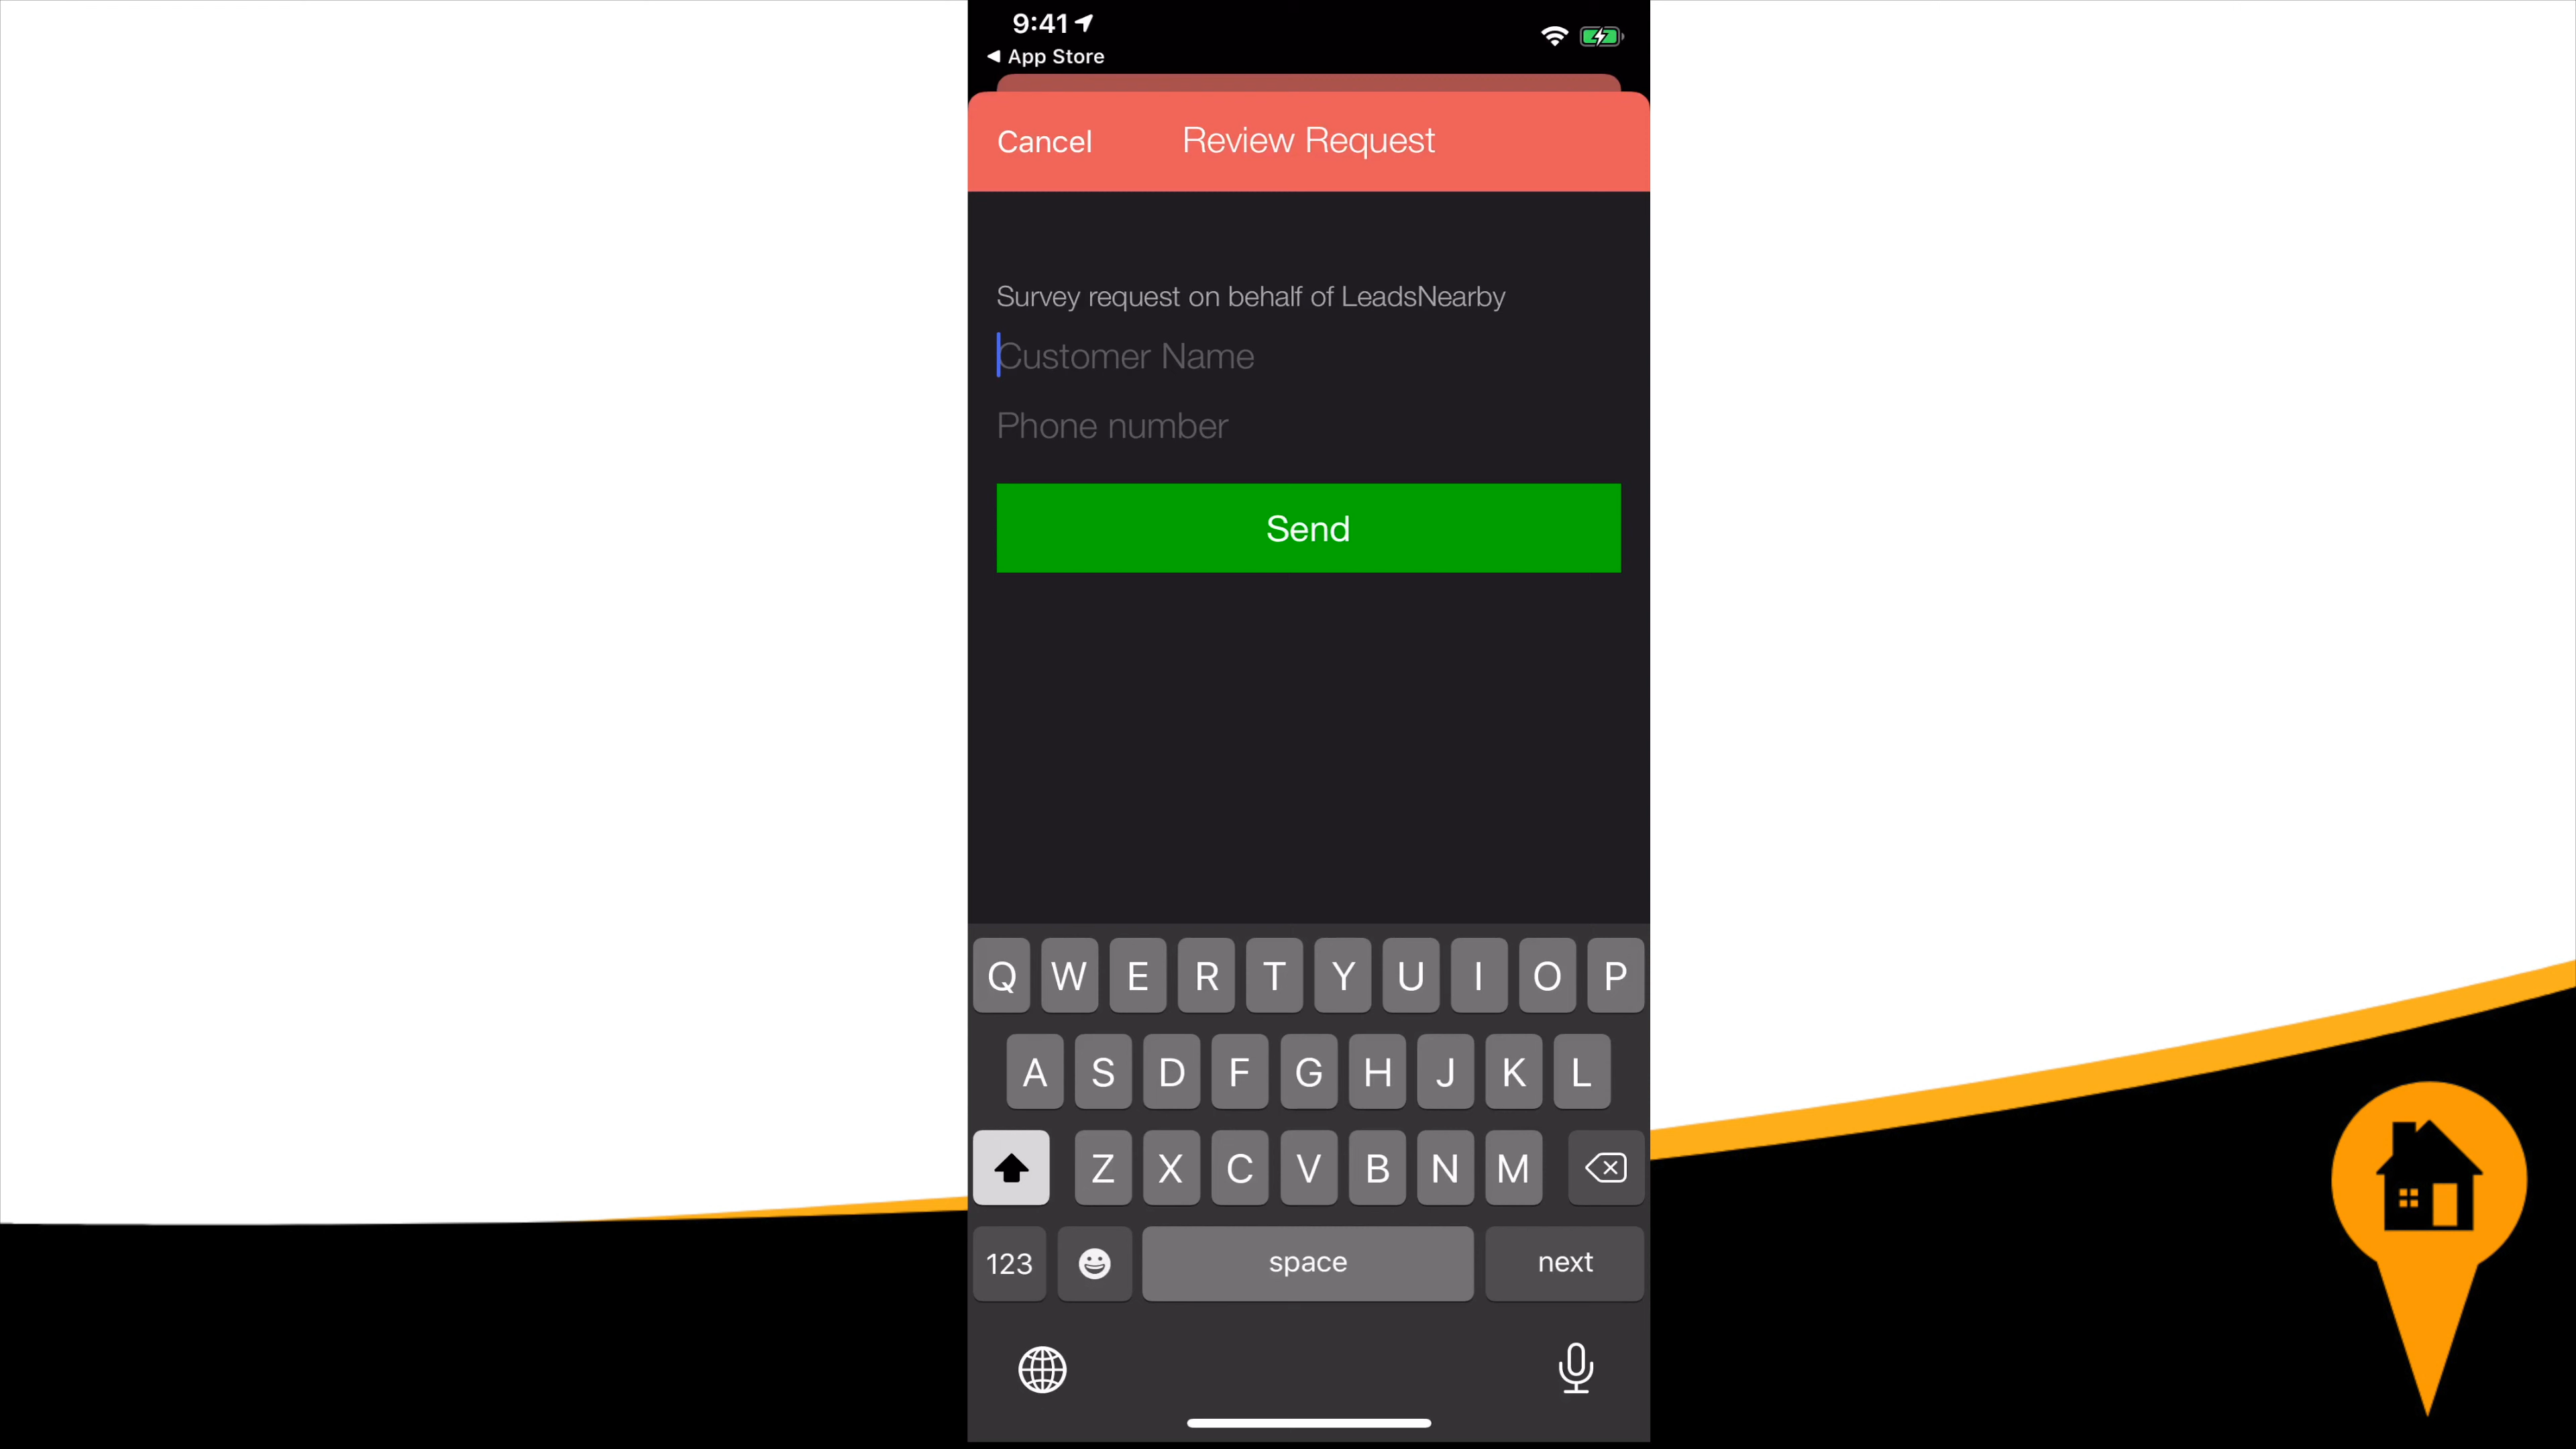 9:41
App Store
Cancel
Review Request
Survey request on behalf of LeadsNearby
Customer Name
Phone number
Send
Q W E R T Y U I O P
A S D F G H J K L
Z X C V B N M
123
space
next